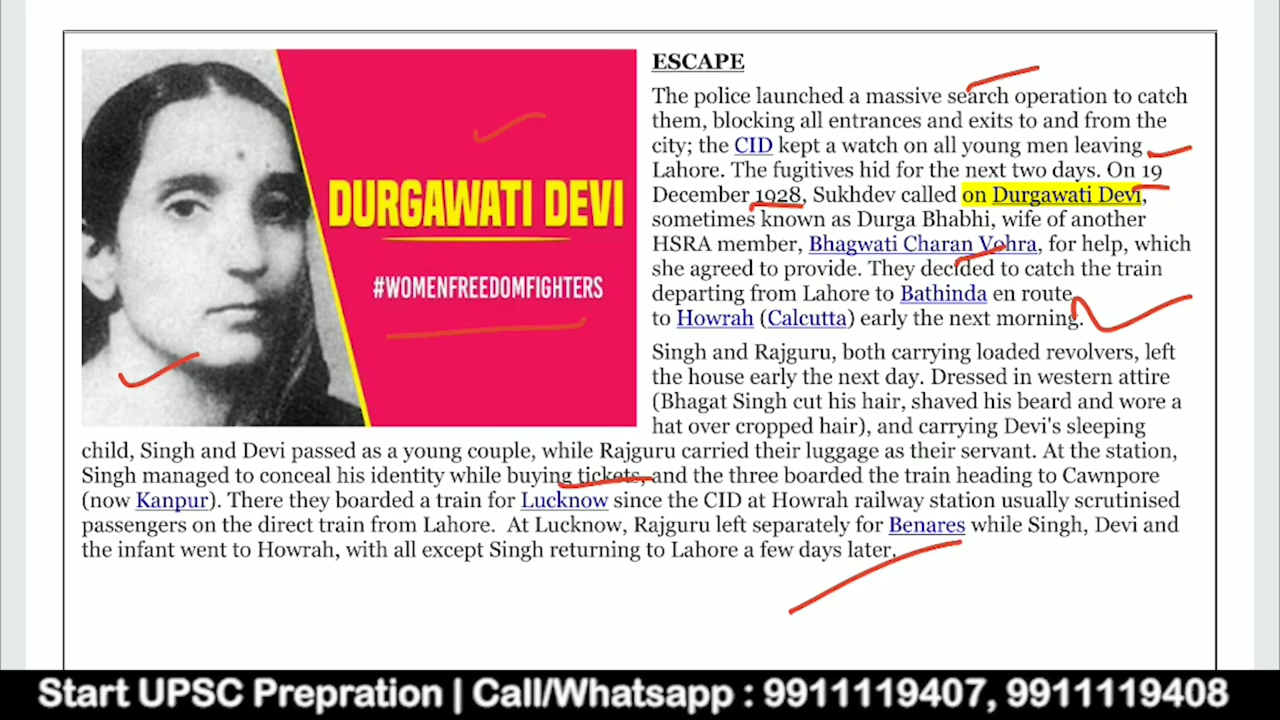 DURGAWATI DEVI
#WOMENFREEDOMFIGHTERS
ESCAPE
The police launched a massive search operation to catch
them, blocking all entrances and exits to and from the
city; the CID kept a watch on all young men leaving
Lahore. The fugitives hid for the next two days. On 19
December 1928, Sukhdev called on Durgawati Devi,
sometimes known as Durga Bhabhi, wife of another
HSRA member, Bhagwati Charan Vohra, for help, which
she agreed to provide. They decided to catch the train
departing from Lahore to Bathinda en route
to Howrah (Calcutta) early the next morning.
Singh and Rajguru, both carrying loaded revolvers, left
the house early the next day. Dressed in western attire
(Bhagat Singh cut his hair, shaved his beard and wore a
hat over cropped hair), and carrying Devi's sleeping
child, Singh and Devi passed as a young couple, while Rajguru carried their luggage as their servant. At the station,
Singh managed to conceal his identity while buying tickets, and the three boarded the train heading to Cawnpore
(now Kanpur). There they boarded a train for Lucknow since the CID at Howrah railway station usually scrutinised
passengers on the direct train from Lahore. At Lucknow, Rajguru left separately for Benares while Singh, Devi and
the infant went to Howrah, with all except Singh returning to Lahore a few days later.
Start UPSC Prepration | Call/Whatsapp : 9911119407, 9911119408